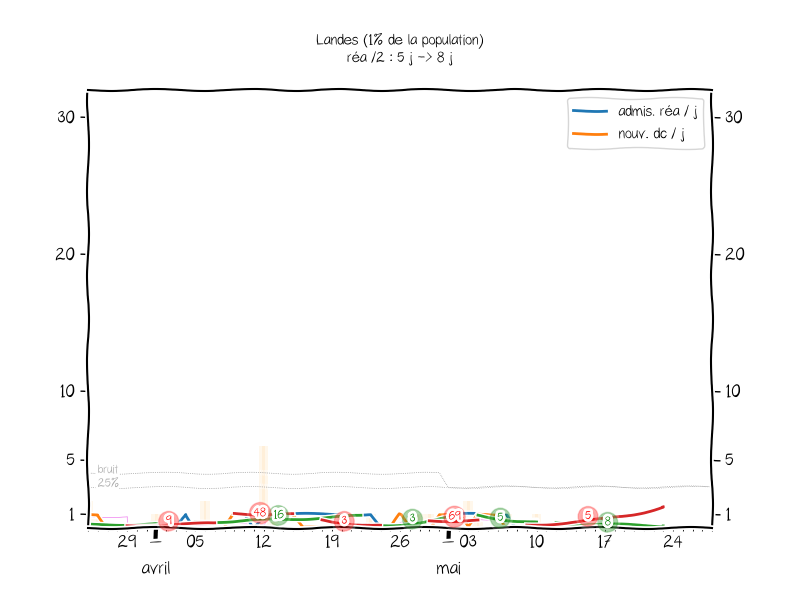 Landes (1% de la population)
réa /2 : 5 j -> 8 j
admis. réa / j
nouv. dc / j
30 30
20 20
10 10
5 5
bruit
25%
1 1
9 48 16 3 3 69 5 5 8
29 05 12 19 26 03 10 17 24
avril mai